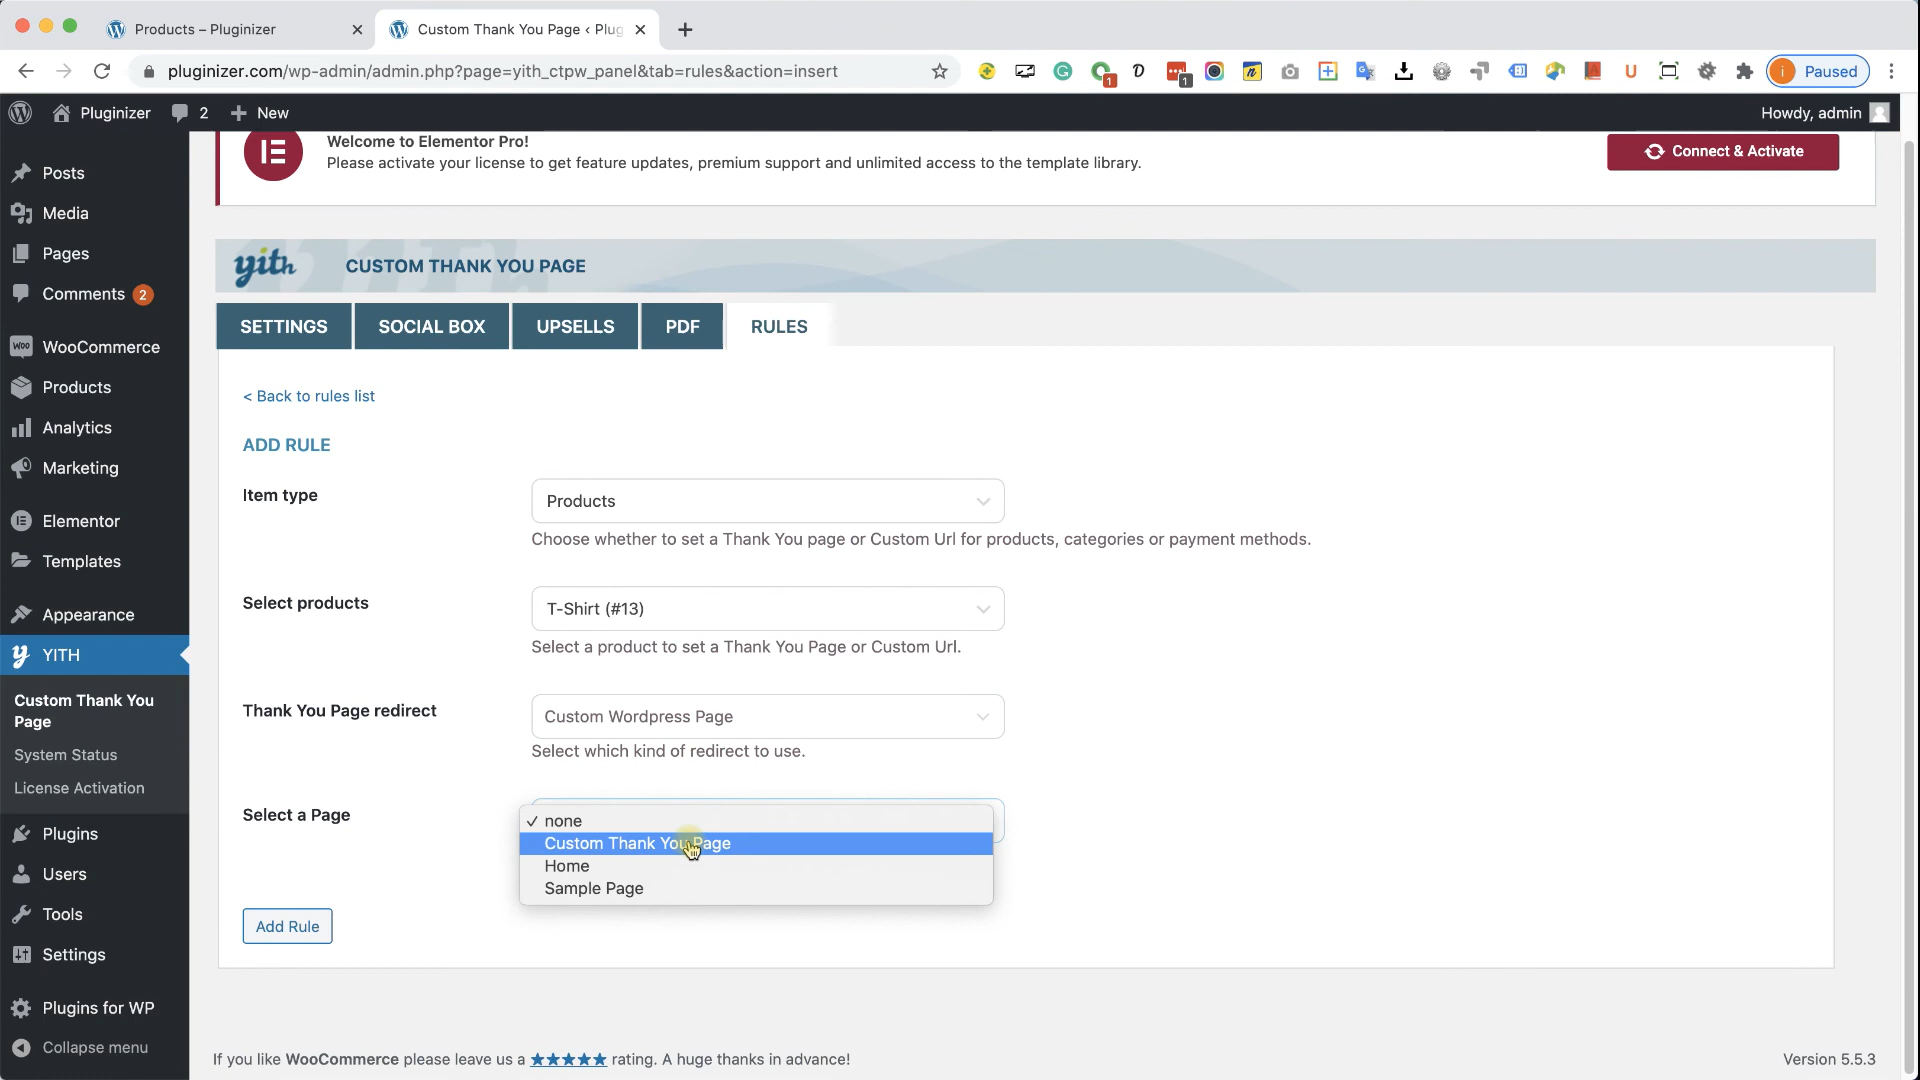 Products – Pluginizer
Custom Thank You Page ‹ Plug
pluginizer.com/wp-admin/admin.php?page=yith_ctpw_panel&tab=rules&action=insert
Paused
Pluginizer
2
New
Howdy, admin
Posts
Media
Pages
Comments 2
WooCommerce
Products
Analytics
Marketing
Elementor
Templates
Appearance
YITH
Custom Thank You
Page
System Status
License Activation
Plugins
Users
Tools
Settings
Plugins for WP
Collapse menu
Welcome to Elementor Pro!
Please activate your license to get feature updates, premium support and unlimited access to the template library.
Connect & Activate
yith
CUSTOM THANK YOU PAGE
SETTINGS
SOCIAL BOX
UPSELLS
PDF
RULES
< Back to rules list
ADD RULE
Item type
Products
Choose whether to set a Thank You page or Custom Url for products, categories or payment methods.
Select products
T-Shirt (#13)
Select a product to set a Thank You Page or Custom Url.
Thank You Page redirect
Custom Wordpress Page
Select which kind of redirect to use.
Select a Page
✓ none
Custom Thank You Page
Home
Sample Page
Add Rule
If you like WooCommerce please leave us a ★★★★★ rating. A huge thanks in advance!
Version 5.5.3